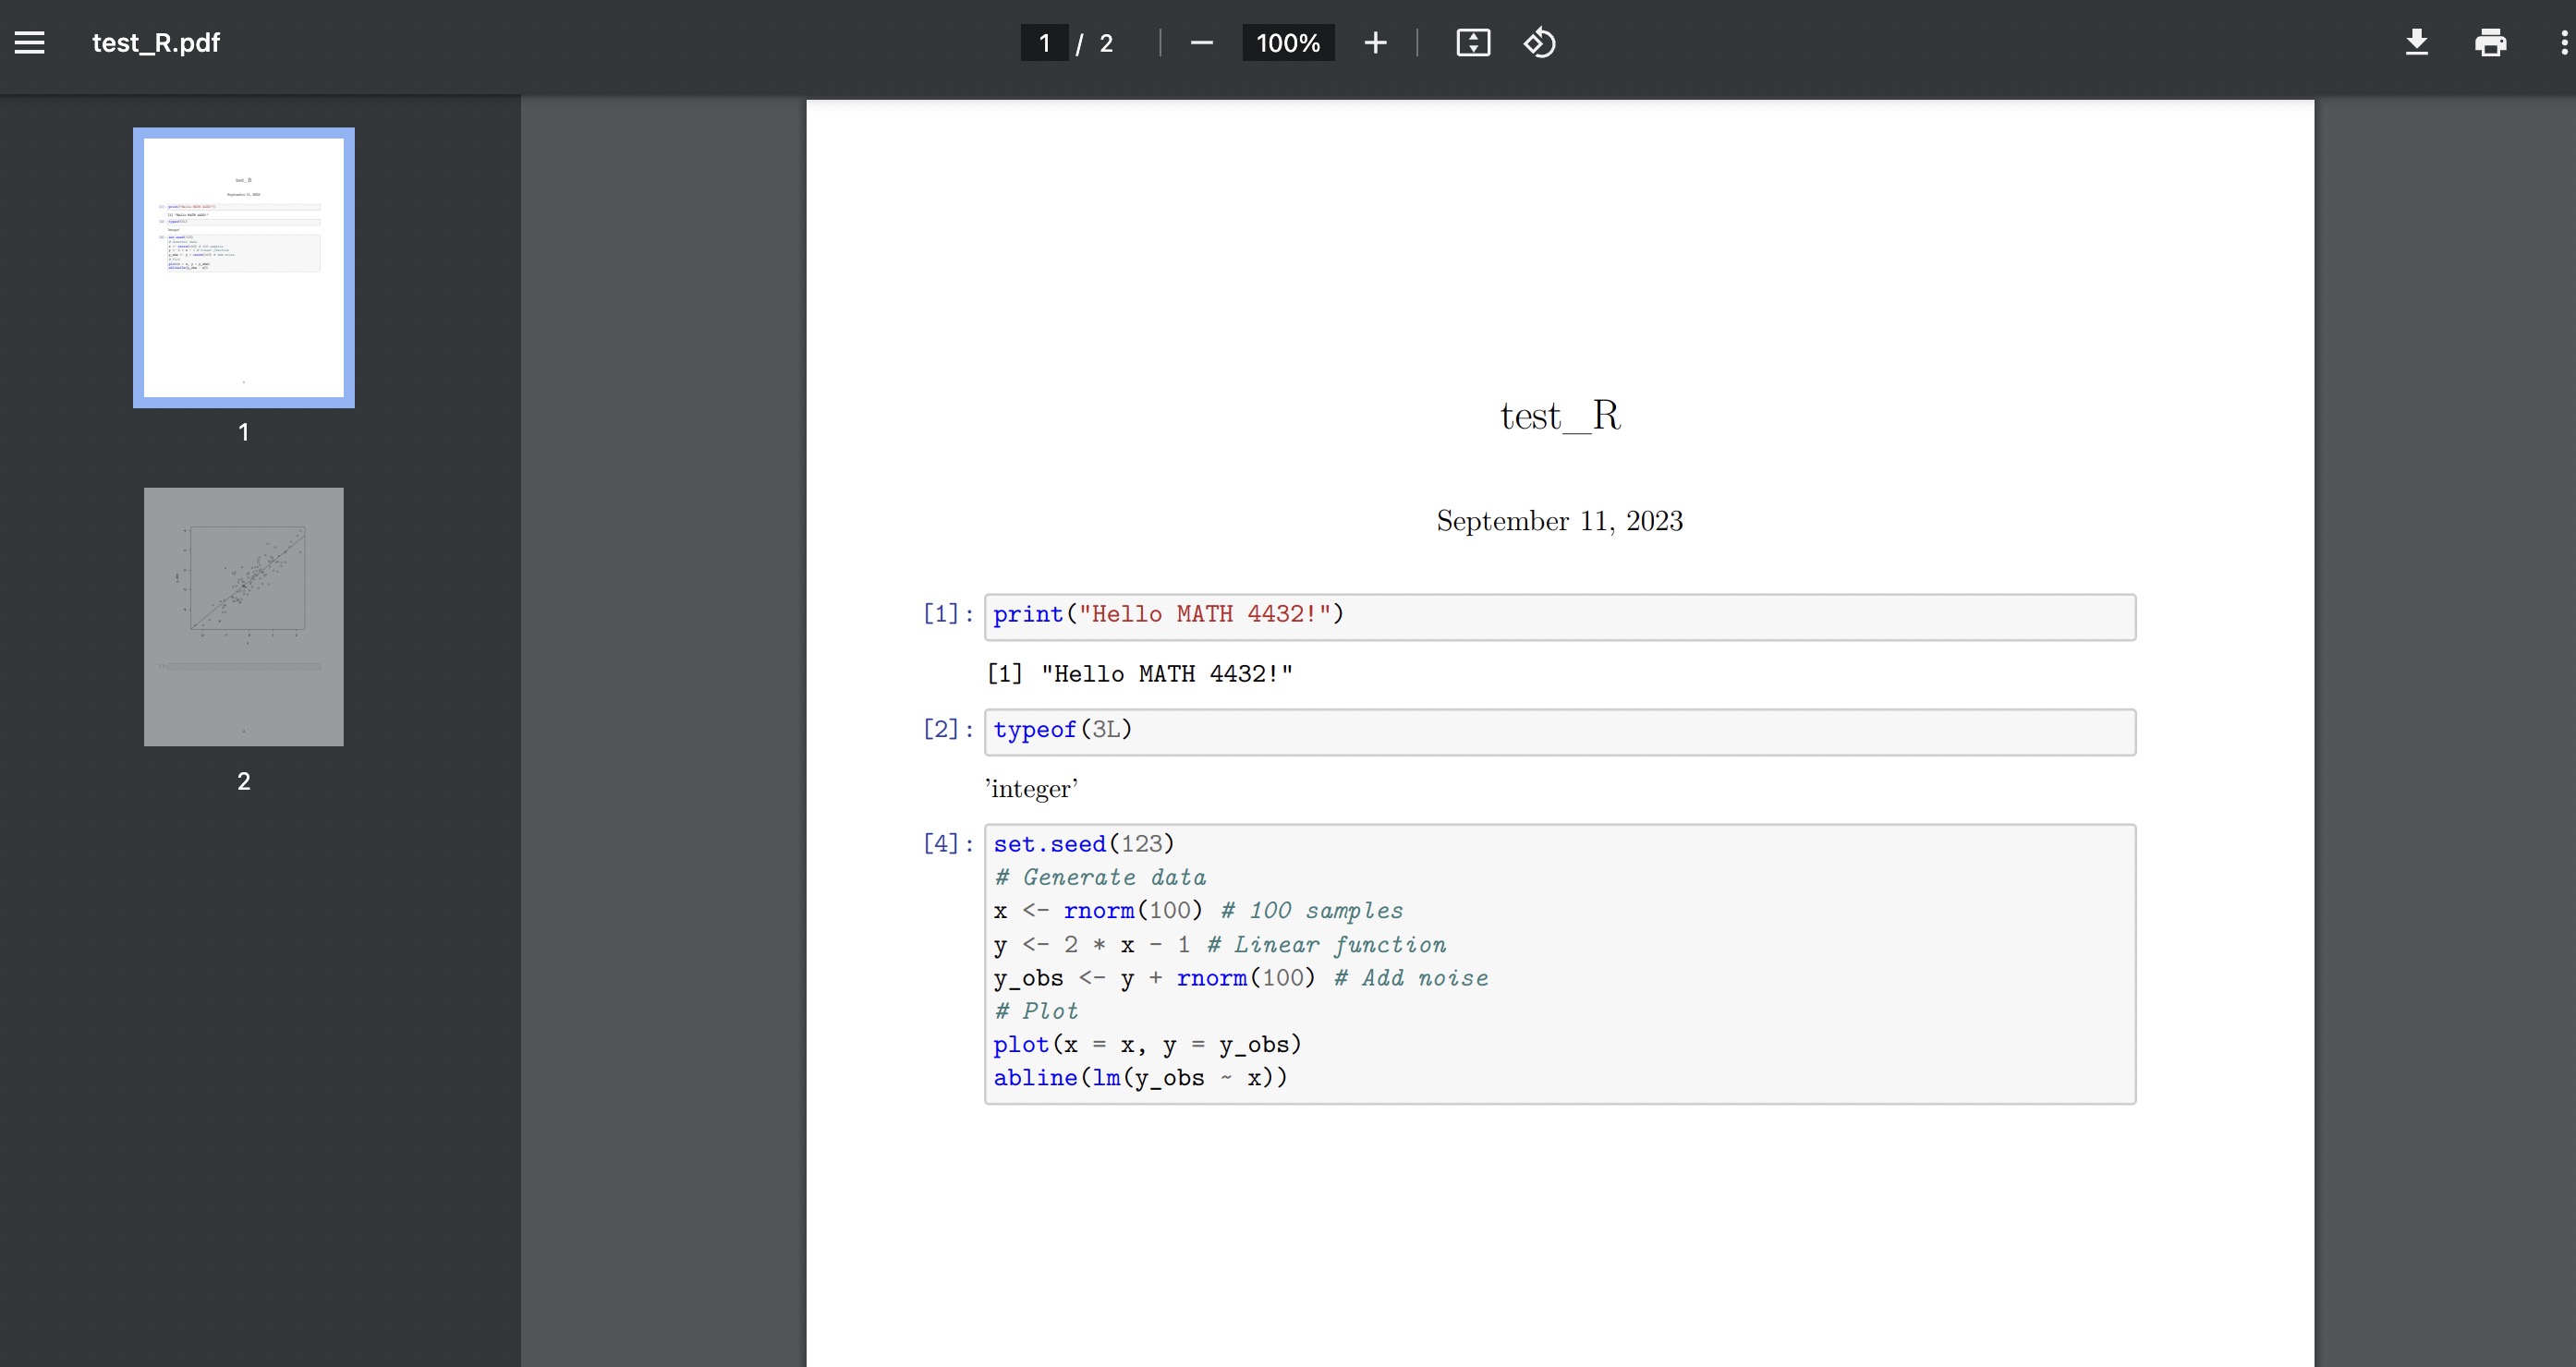 test_R.pdf
1 / 2
100%
1
2
test_R
September 11, 2023
[1]: print("Hello MATH 4432!")
[1] "Hello MATH 4432!"
[2]: typeof(3L)
'integer'
[4]: set.seed(123)
# Generate data
x <- rnorm(100) # 100 samples
y <- 2 * x - 1 # Linear function
y_obs <- y + rnorm(100) # Add noise
# Plot
plot(x = x, y = y_obs)
abline(lm(y_obs ~ x))